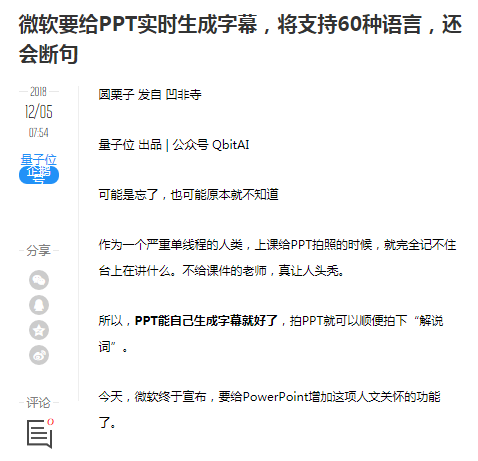 微软要给PPT实时生成字幕，将支持60种语言，还
会断句
2018
12/05
07:54
量子位
企鹅
号
分享
评论
0
圆栗子 发自 凹非寺
量子位 出品 | 公众号 QbitAI
可能是忘了，也可能原本就不知道
作为一个严重单线程的人类，上课给PPT拍照的时候，就完全记不住
台上在讲什么。不给课件的老师，真让人头秃。
所以，PPT能自己生成字幕就好了，拍PPT就可以顺便拍下“解说
词”。
今天，微软终于宣布，要给PowerPoint增加这项人文关怀的功能
了。